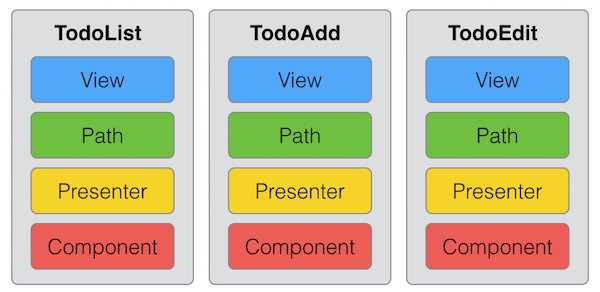 TodoList
View
Path
Presenter
Component
TodoAdd
View
Path
Presenter
Component
TodoEdit
View
Path
Presenter
Component